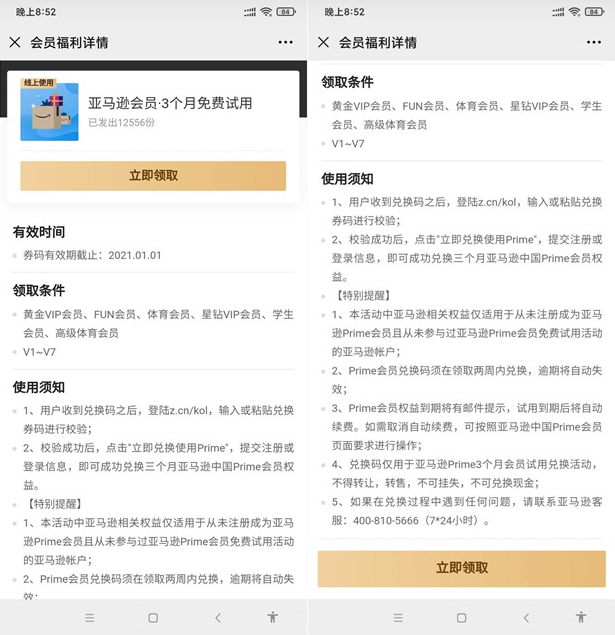 晚上8:52
84
会员福利详情
线上使用
亚马逊会员·3个月免费试用
已发出12556份
立即领取
有效时间
券码有效期截止：2021.01.01
领取条件
黄金VIP会员、FUN会员、体育会员、星钻VIP会员、学生
会员、高级体育会员
V1~V7
使用须知
1、用户收到兑换码之后，登陆z.cn/kol，输入或粘贴兑换
券码进行校验；
2、校验成功后，点击"立即兑换使用Prime"，提交注册或
登录信息，即可成功兑换三个月亚马逊中国Prime会员权
益。
【特别提醒】
1、本活动中亚马逊相关权益仅适用于从未注册成为亚马
逊Prime会员且从未参与过亚马逊Prime会员免费试用活动
的亚马逊帐户；
2、Prime会员兑换码须在领取两周内兑换，逾期将自动失
效；
晚上8:52
84
会员福利详情
领取条件
黄金VIP会员、FUN会员、体育会员、星钻VIP会员、学生
会员、高级体育会员
V1~V7
使用须知
1、用户收到兑换码之后，登陆z.cn/kol，输入或粘贴兑换
券码进行校验；
2、校验成功后，点击"立即兑换使用Prime"，提交注册或
登录信息，即可成功兑换三个月亚马逊中国Prime会员权
益。
【特别提醒】
1、本活动中亚马逊相关权益仅适用于从未注册成为亚马
逊Prime会员且从未参与过亚马逊Prime会员免费试用活动
的亚马逊帐户；
2、Prime会员兑换码须在领取两周内兑换，逾期将自动失
效；
3、Prime会员权益到期将有邮件提示，试用到期后将自动
续费。如需取消自动续费，可按照亚马逊中国Prime会员
页面要求进行操作；
4、兑换码仅用于亚马逊Prime3个月会员试用兑换活动，
不得转让，转售，不可挂失，不可兑换现金；
5、如果在兑换过程中遇到任何问题，请联系亚马逊客
服：400-810-5666（7*24小时）。
立即领取